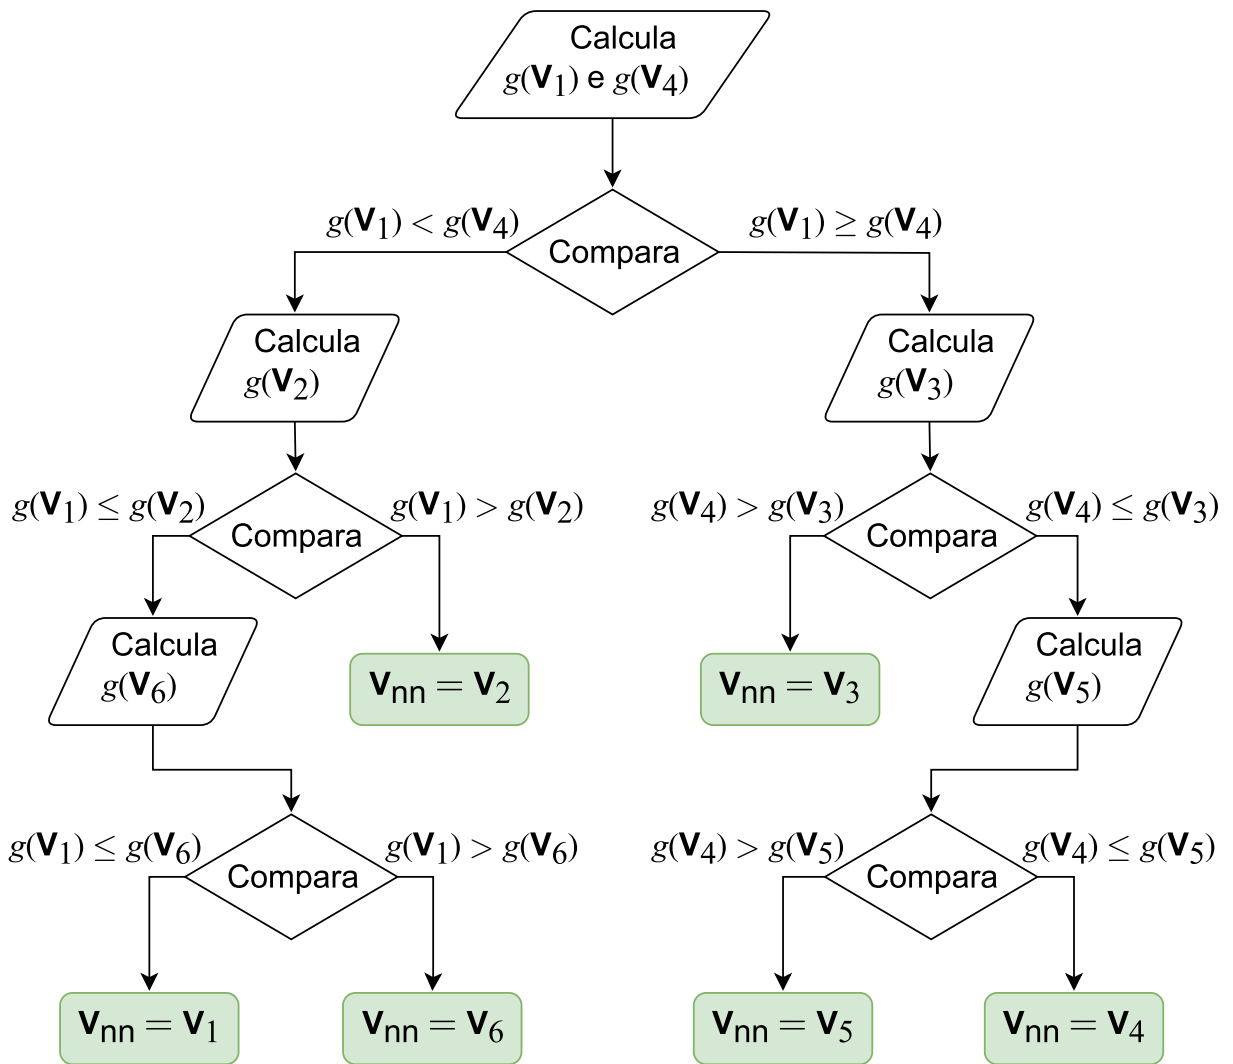 Calcula
g(V1) e g(V4)
g(V1) < g(V4)
g(V1) ≥ g(V4)
Compara
Calcula
g(V2)
Calcula
g(V3)
g(V1) ≤ g(V2)
g(V1) > g(V2)
g(V4) > g(V3)
g(V4) ≤ g(V3)
Compara
Compara
Calcula
g(V6)
Vnn = V2
Vnn = V3
Calcula
g(V5)
g(V1) ≤ g(V6)
g(V1) > g(V6)
g(V4) > g(V5)
g(V4) ≤ g(V5)
Compara
Compara
Vnn = V1
Vnn = V6
Vnn = V5
Vnn = V4